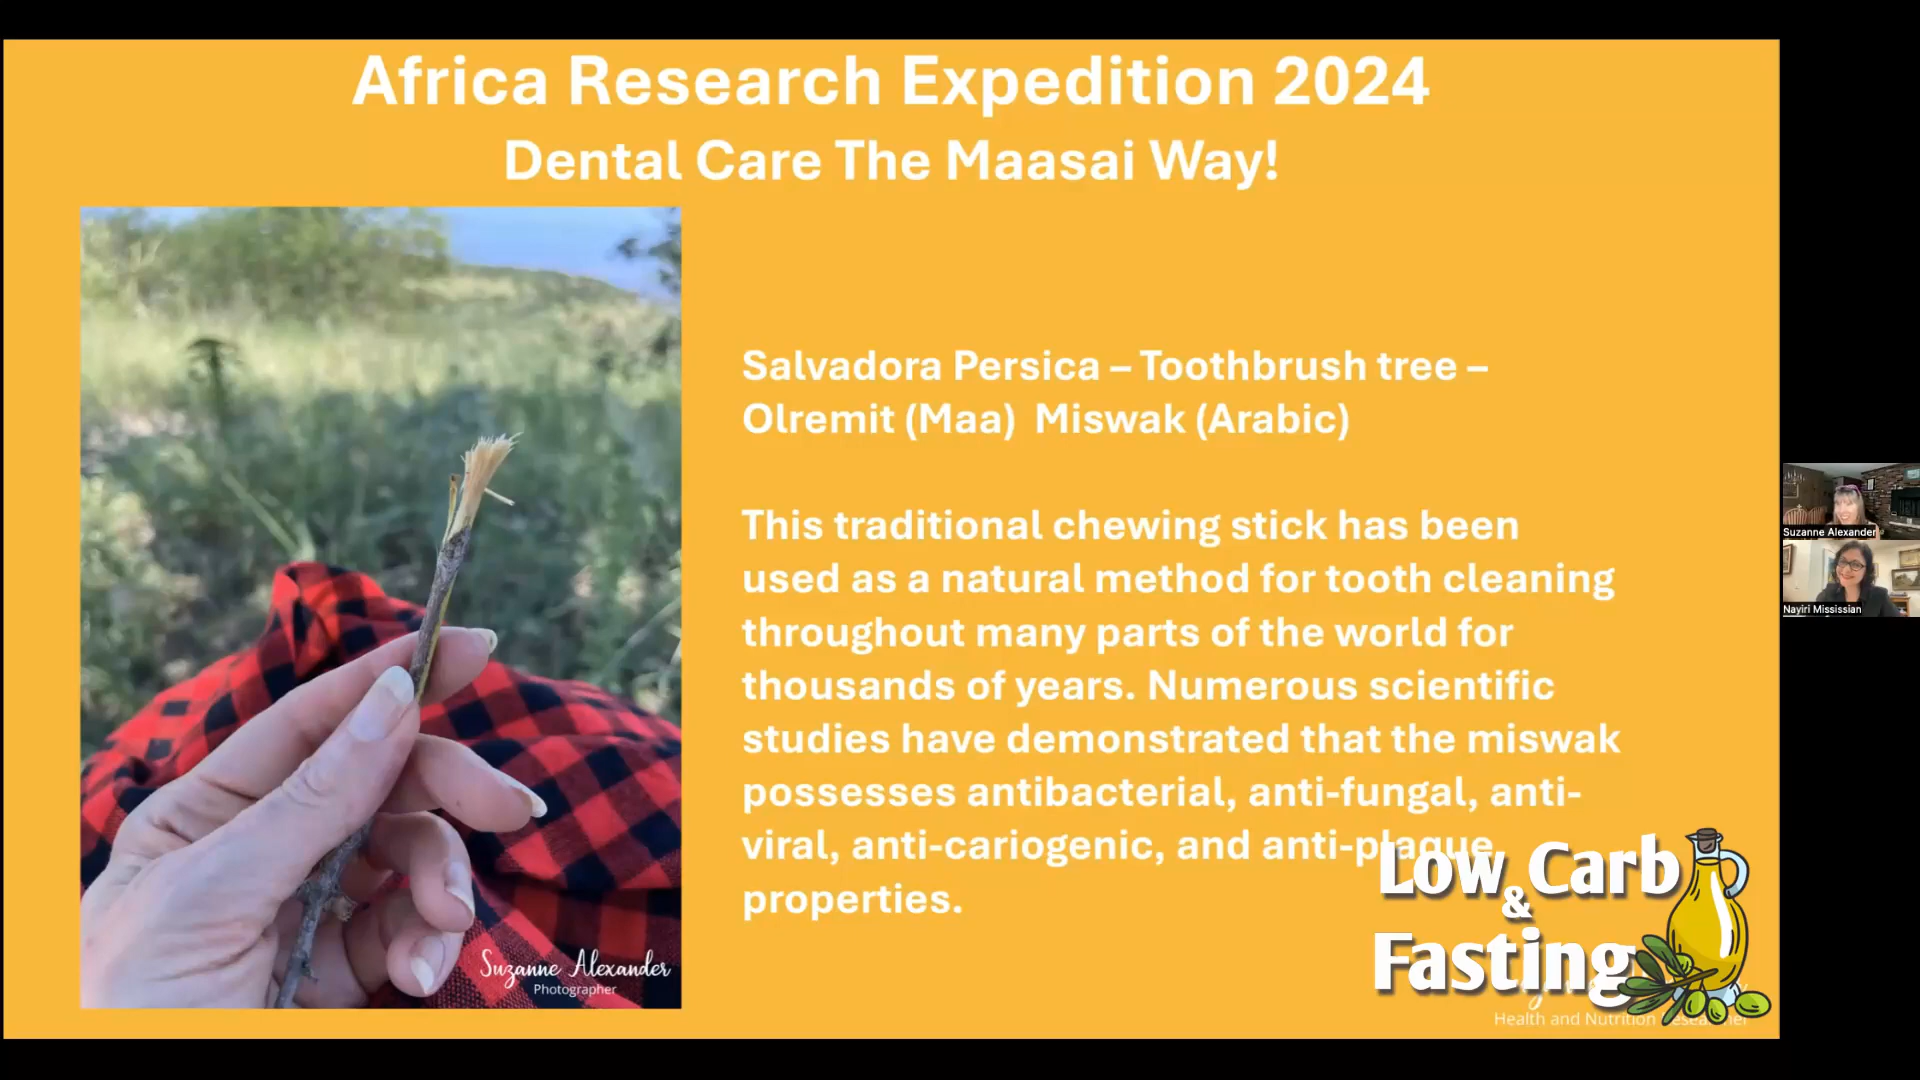 Africa Research Expedition 2024
Dental Care The Maasai Way!
Salvadora Persica – Toothbrush tree –
Olremit (Maa)  Miswak (Arabic)
This traditional chewing stick has been
used as a natural method for tooth cleaning
throughout many parts of the world for
thousands of years. Numerous scientific
studies have demonstrated that the miswak
possesses antibacterial, anti-fungal, anti-
viral, anti-cariogenic, and anti-plaque
properties.
Suzanne Alexander
Photographer
Low Carb
&
Fasting
Health and Nutrition
Suzanne Alexander
Nayiri Mississian